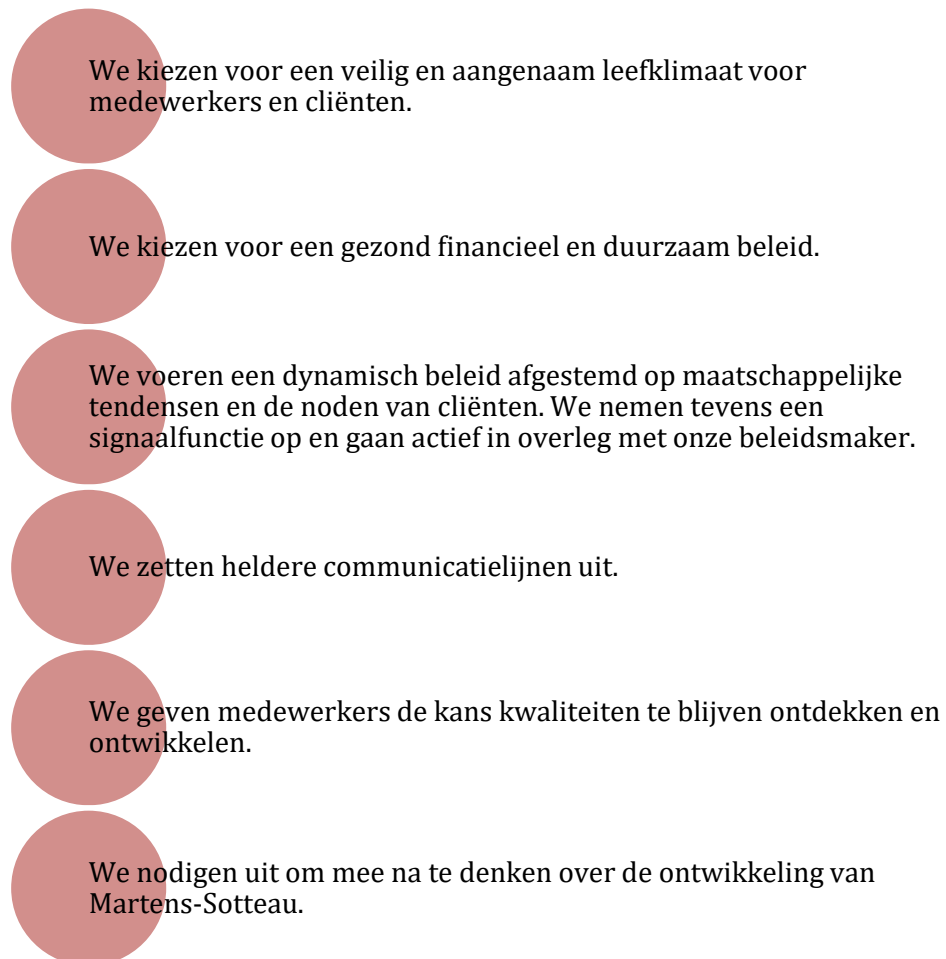 We kiezen voor een veilig en aangenaam leefklimaat voor
medewerkers en cliënten.
We kiezen voor een gezond financieel en duurzaam beleid.
We voeren een dynamisch beleid afgestemd op maatschappelijke
tendensen en de noden van cliënten. We nemen tevens een
signaalfunctie op en gaan actief in overleg met onze beleidsmaker.
We zetten heldere communicatielijnen uit.
We geven medewerkers de kans kwaliteiten te blijven ontdekken en
ontwikkelen.
We nodigen uit om mee na te denken over de ontwikkeling van
Martens-Sotteau.